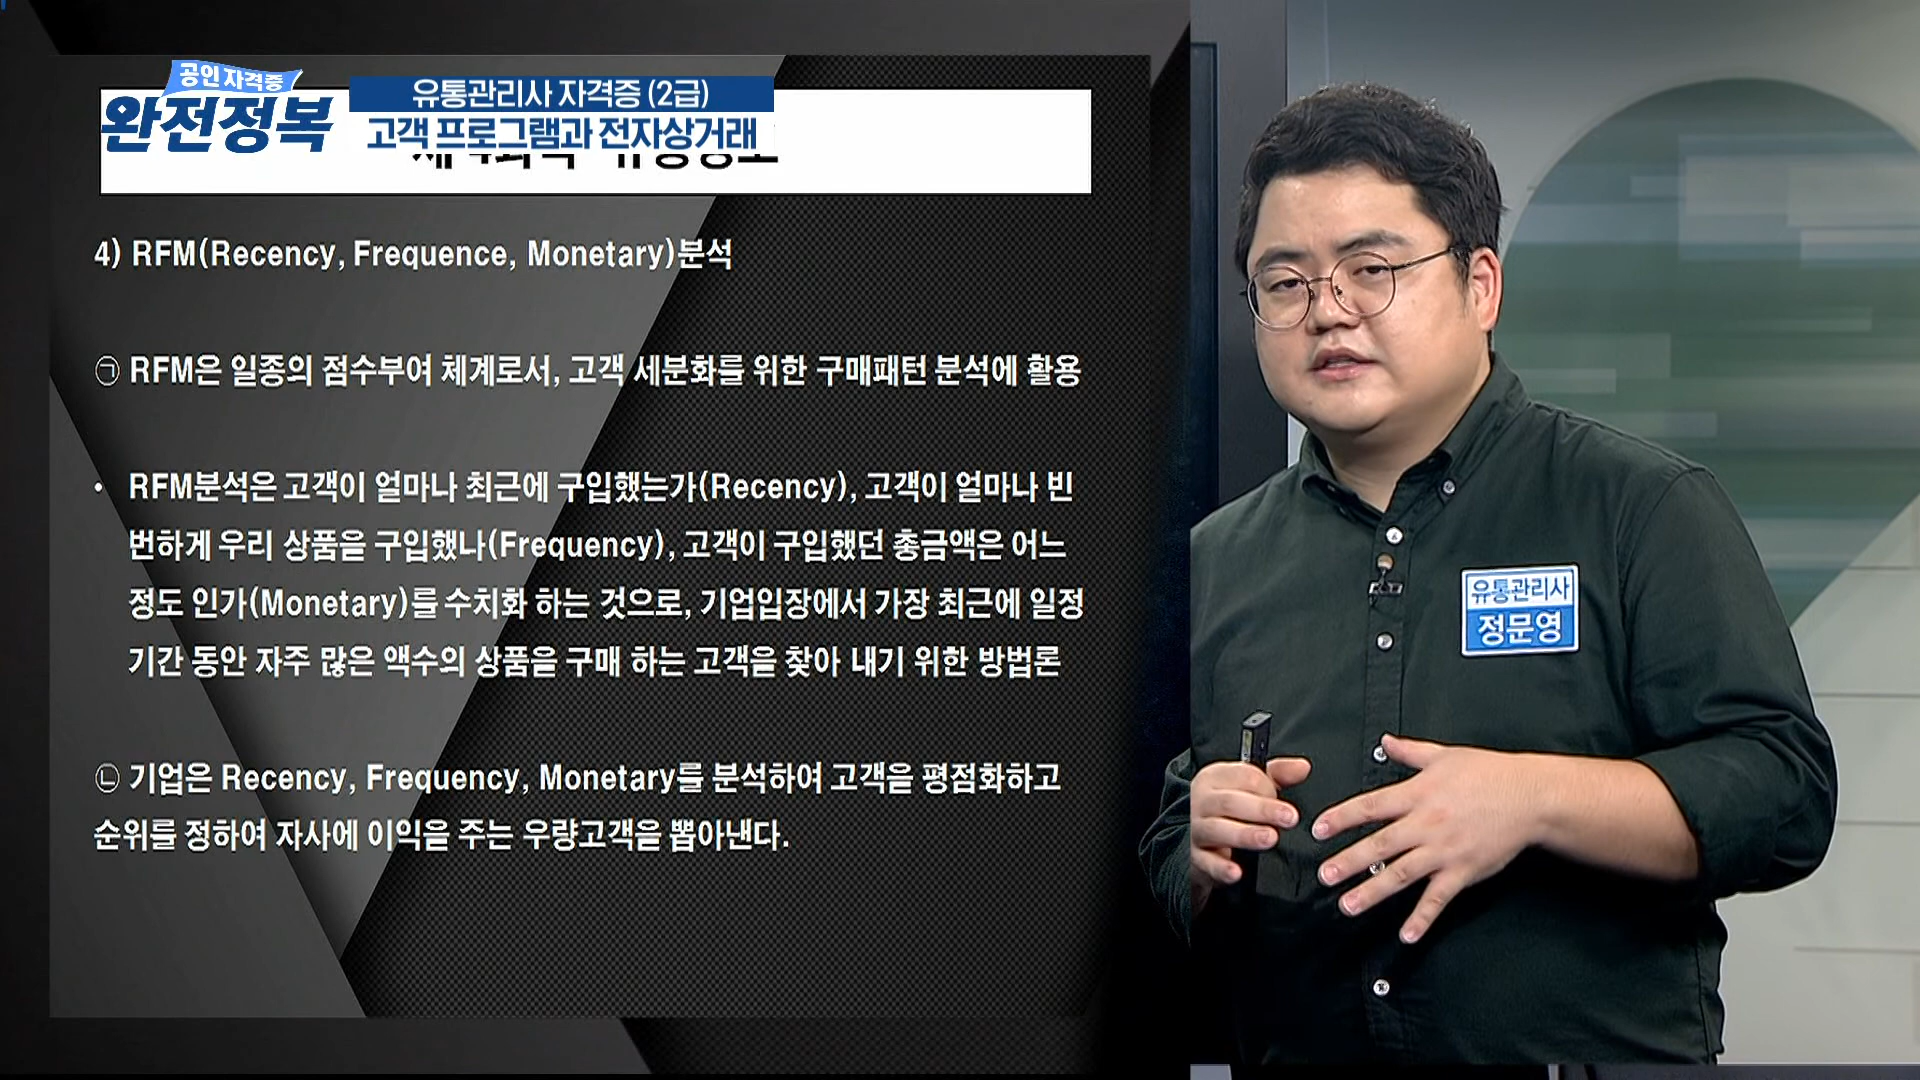 공인 자격증
완전정복
유통관리사 자격증 (2급)
고객 프로그램과 전자상거래
4) RFM(Recency, Frequence, Monetary)분석
㉠ RFM은 일종의 점수부여 체계로서, 고객 세분화를 위한 구매패턴 분석에 활용
• RFM분석은 고객이 얼마나 최근에 구입했는가(Recency), 고객이 얼마나 빈
번하게 우리 상품을 구입했나(Frequency), 고객이 구입했던 총금액은 어느
정도 인가(Monetary)를 수치화 하는 것으로, 기업입장에서 가장 최근에 일정
기간 동안 자주 많은 액수의 상품을 구매 하는 고객을 찾아 내기 위한 방법론
㉡ 기업은 Recency, Frequency, Monetary를 분석하여 고객을 평점화하고
순위를 정하여 자사에 이익을 주는 우량고객을 뽑아낸다.
유통관리사
정문영